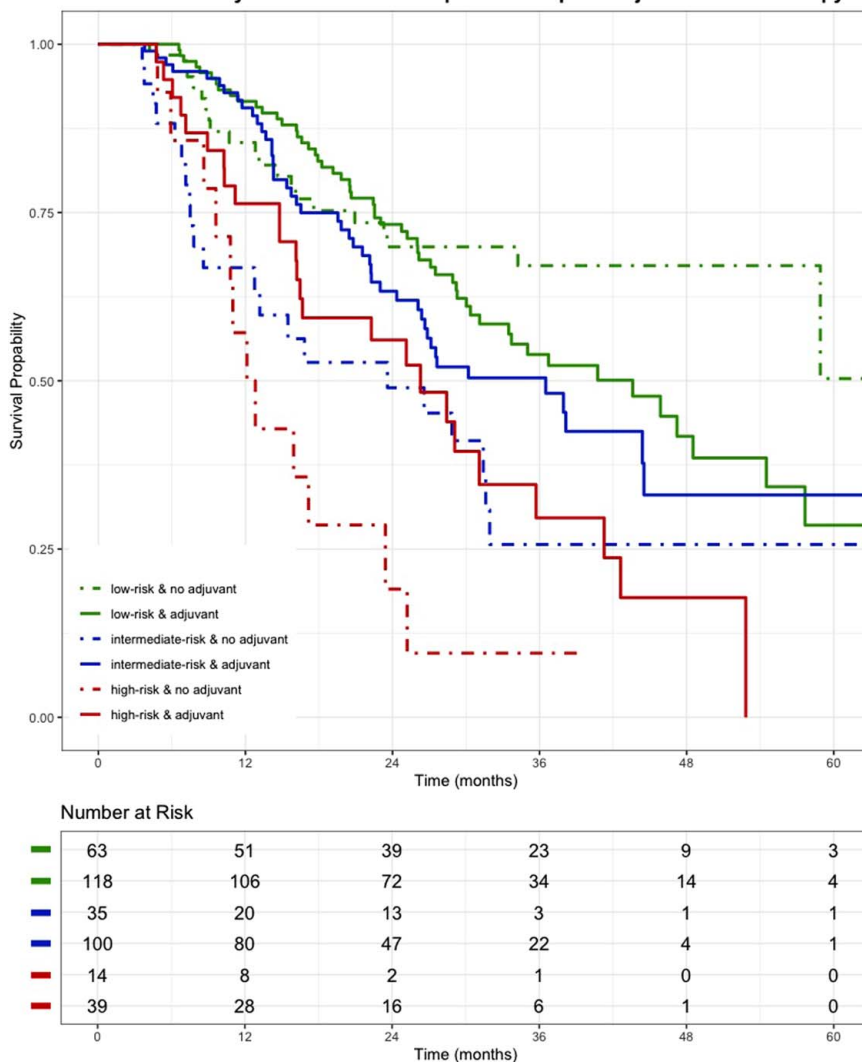 1.00
0.75
0.50
0.25
0.00
Survival Propability
low-risk & no adjuvant
low-risk & adjuvant
intermediate-risk & no adjuvant
intermediate-risk & adjuvant
high-risk & no adjuvant
high-risk & adjuvant
0 12 24 36 48 60
Time (months)
Number at Risk
63 51 39 23 9 3
118 106 72 34 14 4
35 20 13 3 1 1
100 80 47 22 4 1
14 8 2 1 0 0
39 28 16 6 1 0
0 12 24 36 48 60
Time (months)